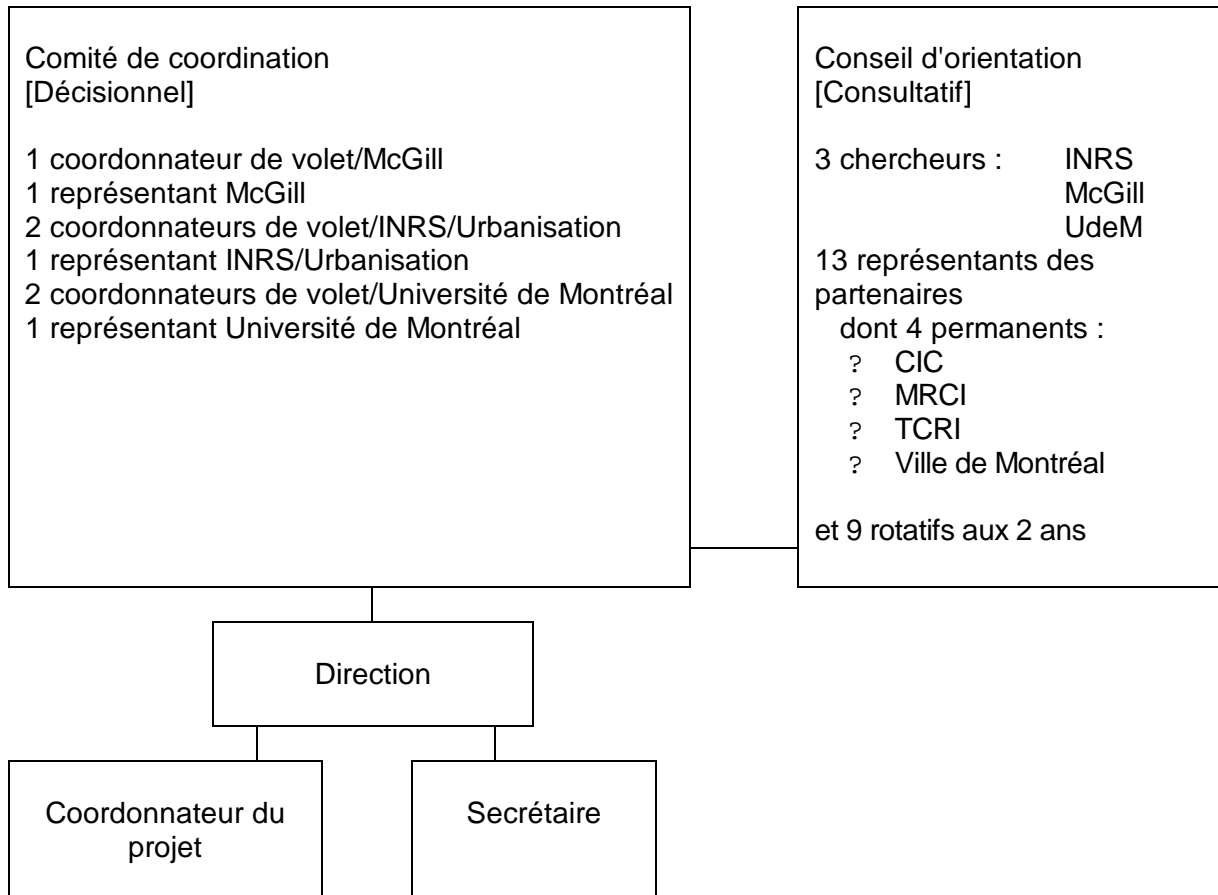 Comité de coordination
[Décisionnel]
1 coordonnateur de volet/McGill
1 représentant McGill
2 coordonnateurs de volet/INRS/Urbanisation
1 représentant INRS/Urbanisation
2 coordonnateurs de volet/Université de Montréal
1 représentant Université de Montréal
Conseil d'orientation
[Consultatif]
3 chercheurs : INRS
McGill
UdeM
13 représentants des
partenaires
dont 4 permanents :
? CIC
? MRCI
? TCRI
? Ville de Montréal
et 9 rotatifs aux 2 ans
Direction
Coordonnateur du
projet
Secrétaire